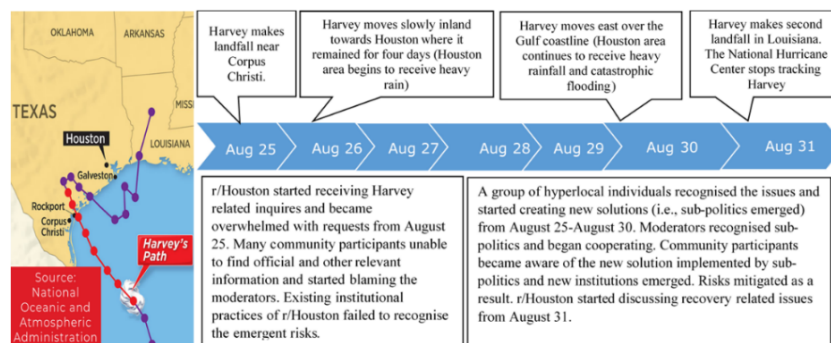 OKLAHOMA
ARKANSAS
TEXAS
MISS
Houston
LOUISIANA
Galveston
Rockport
Corpus
Christi
Harvey's
Path
Source:
National
Oceanic and
Atmospheric
Administration
Harvey makes
landfall near
Corpus
Christi.
Harvey moves slowly inland
towards Houston where it
remained for four days (Houston
area begins to receive heavy
rain)
Harvey moves east over the
Gulf coastline (Houston area
continues to receive heavy
rainfall and catastrophic
flooding)
Harvey makes second
landfall in Louisiana.
The National Hurricane
Center stops tracking
Harvey
Aug 25
Aug 26
Aug 27
Aug 28
Aug 29
Aug 30
Aug 31
r/Houston started receiving Harvey
related inquires and became
overwhelmed with requests from August
25. Many community participants unable
to find official and other relevant
information and started blaming the
moderators. Existing institutional
practices of r/Houston failed to recognise
the emergent risks.
A group of hyperlocal individuals recognised the issues and
started creating new solutions (i.e., sub-politics emerged)
from August 25-August 30. Moderators recognised sub-
politics and began cooperating. Community participants
became aware of the new solution implemented by sub-
politics and new institutions emerged. Risks mitigated as a
result. r/Houston started discussing recovery related issues
from August 31.